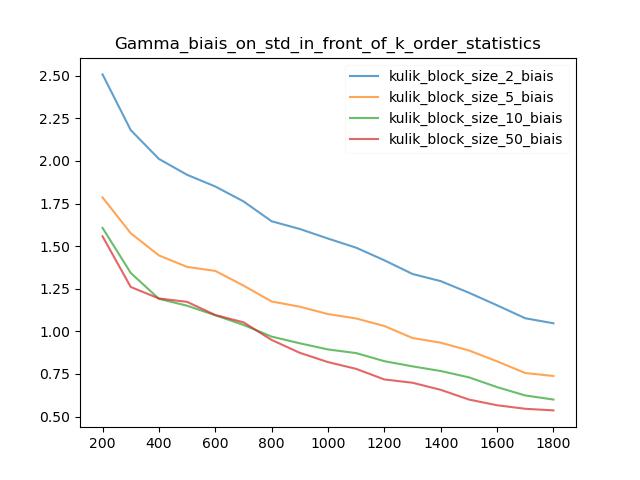 Gamma_biais_on_std_in_front_of_k_order_statistics
kulik_block_size_2_biais
kulik_block_size_5_biais
kulik_block_size_10_biais
kulik_block_size_50_biais
2.50
2.25
2.00
1.75
1.50
1.25
1.00
0.75
0.50
200 400 600 800 1000 1200 1400 1600 1800